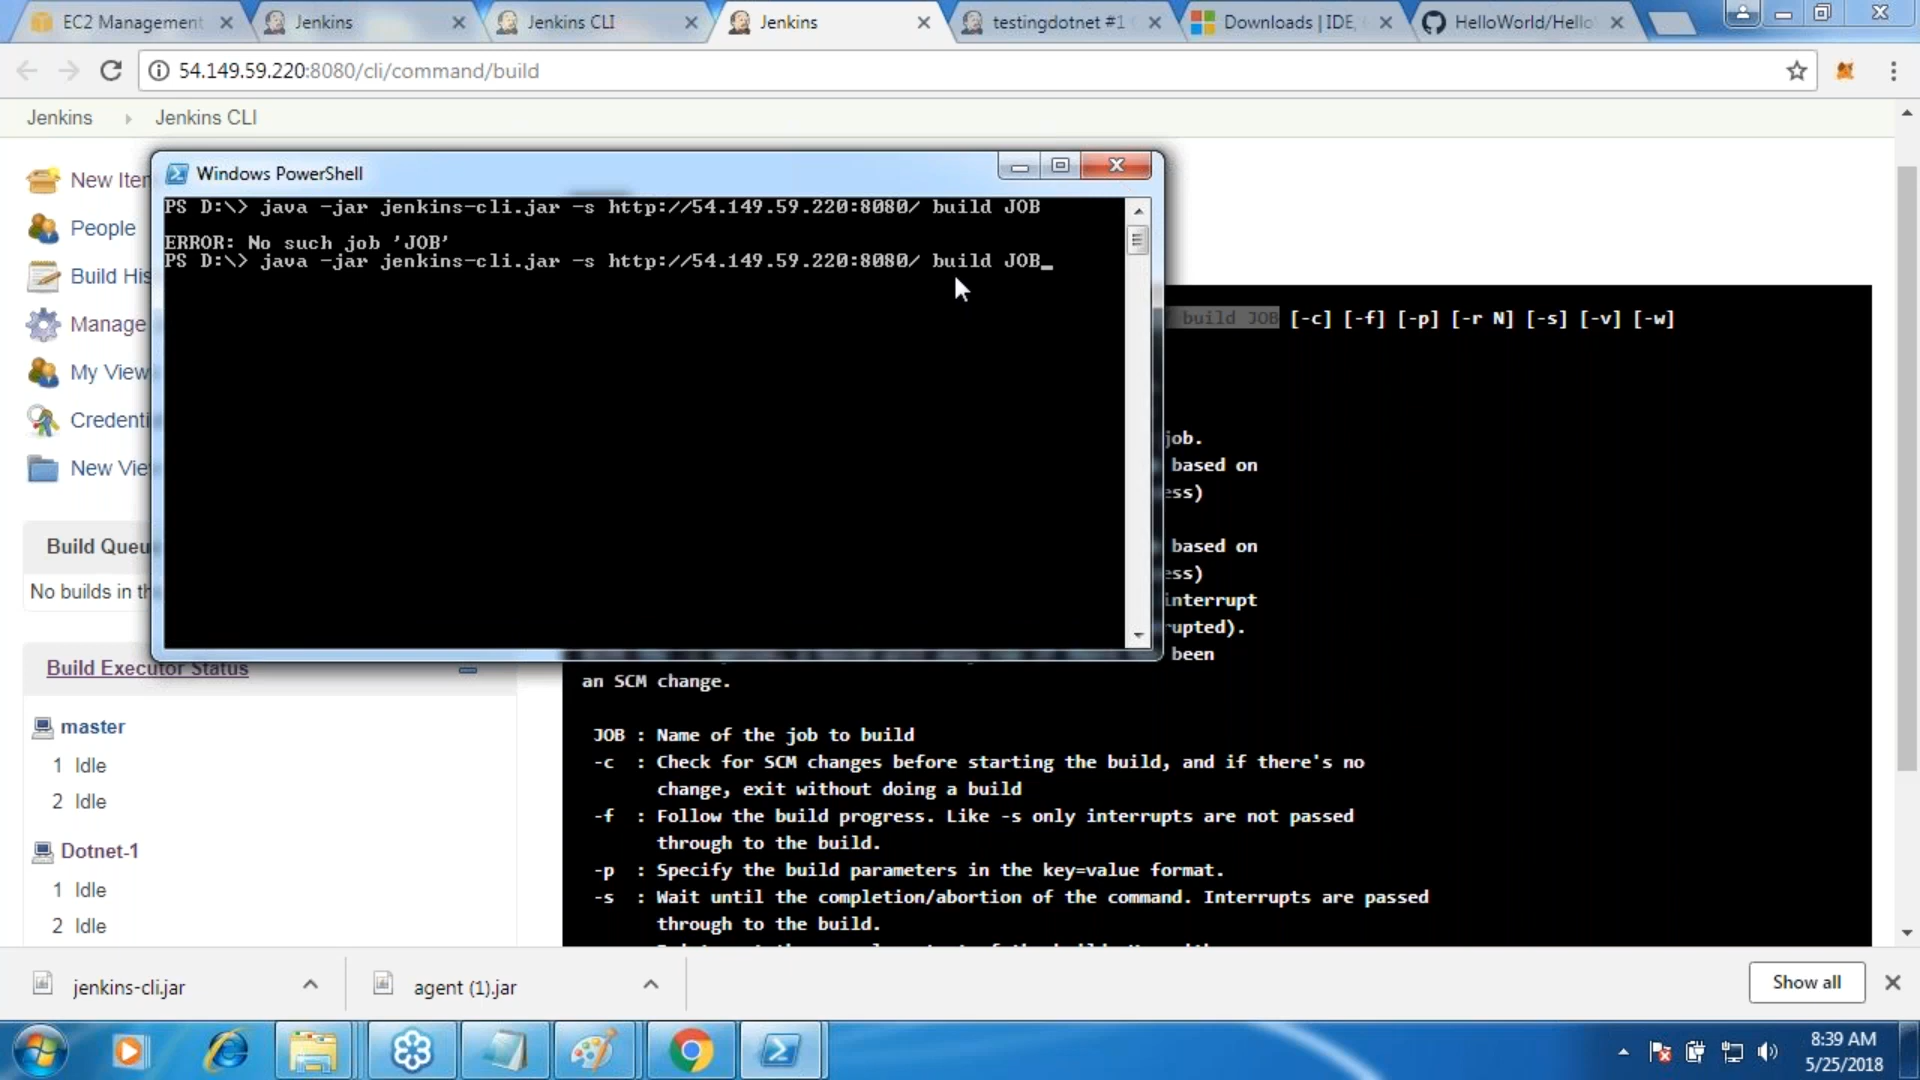 EC2 Management
Jenkins
Jenkins CLI
Jenkins
testingdotnet #1
Downloads | IDE,
HelloWorld/Hello
54.149.59.220:8080/cli/command/build
Jenkins
Jenkins CLI
New Iter
People
Build His
Manage
My View
Credenti
New Vie
Build Queu
No builds in th
Build Executor Status
master
1 Idle
2 Idle
Dotnet-1
1 Idle
2 Idle
Windows PowerShell
PS D:\> java -jar jenkins-cli.jar -s http://54.149.59.220:8080/ build JOB
ERROR: No such job 'JOB'
PS D:\> java -jar jenkins-cli.jar -s http://54.149.59.220:8080/ build JOB_
build JOB [-c] [-f] [-p] [-r N] [-s] [-v] [-w]
job.
based on
ess)
based on
ess)
interrupt
rupted).
been
an SCM change.
JOB : Name of the job to build
-c : Check for SCM changes before starting the build, and if there's no
change, exit without doing a build
-f : Follow the build progress. Like -s only interrupts are not passed
through to the build.
-p : Specify the build parameters in the key=value format.
-s : Wait until the completion/abortion of the command. Interrupts are passed
through to the build.
jenkins-cli.jar
agent (1).jar
Show all
8:39 AM
5/25/2018